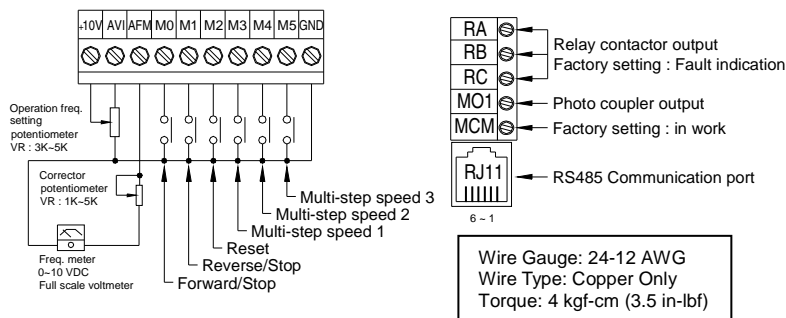 +10V AVI AFM M0 M1 M2 M3 M4 M5 GND
Operation freq.
setting
potentiometer
VR : 3K~5K
Corrector
potentiometer
VR : 1K~5K
Freq. meter
0~10 VDC
Full scale voltmeter
Multi-step speed 3
Multi-step speed 2
Multi-step speed 1
Reset
Reverse/Stop
Forward/Stop
RA
RB
RC
MO1
MCM
Relay contactor output
Factory setting : Fault indication
Photo coupler output
Factory setting : in work
RJ11
6 ~ 1
RS485 Communication port
Wire Gauge: 24-12 AWG
Wire Type: Copper Only
Torque: 4 kgf-cm (3.5 in-lbf)